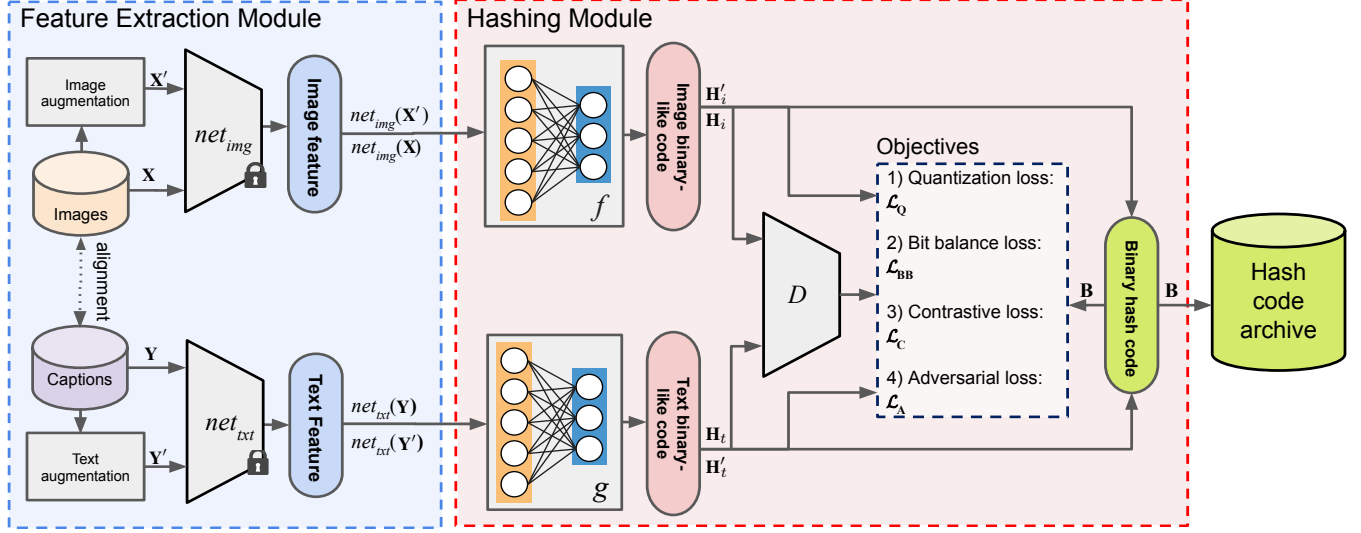 Feature Extraction Module
Image
augmentation
X′
X
Images
alignment
Captions
Y
Text
augmentation
Y′
net_img
net_txt
Image feature
Text Feature
net_img(X′)
net_img(X)
net_txt(Y)
net_txt(Y′)
Hashing Module
f
g
Image binary-
like code
Text binary-
like code
H′_i
H_i
H_t
H′_t
D
Objectives
1) Quantization loss:
𝓛_Q
2) Bit balance loss:
𝓛_BB
3) Contrastive loss:
𝓛_C
4) Adversarial loss:
𝓛_A
B
Binary hash code
B
Hash
code
archive